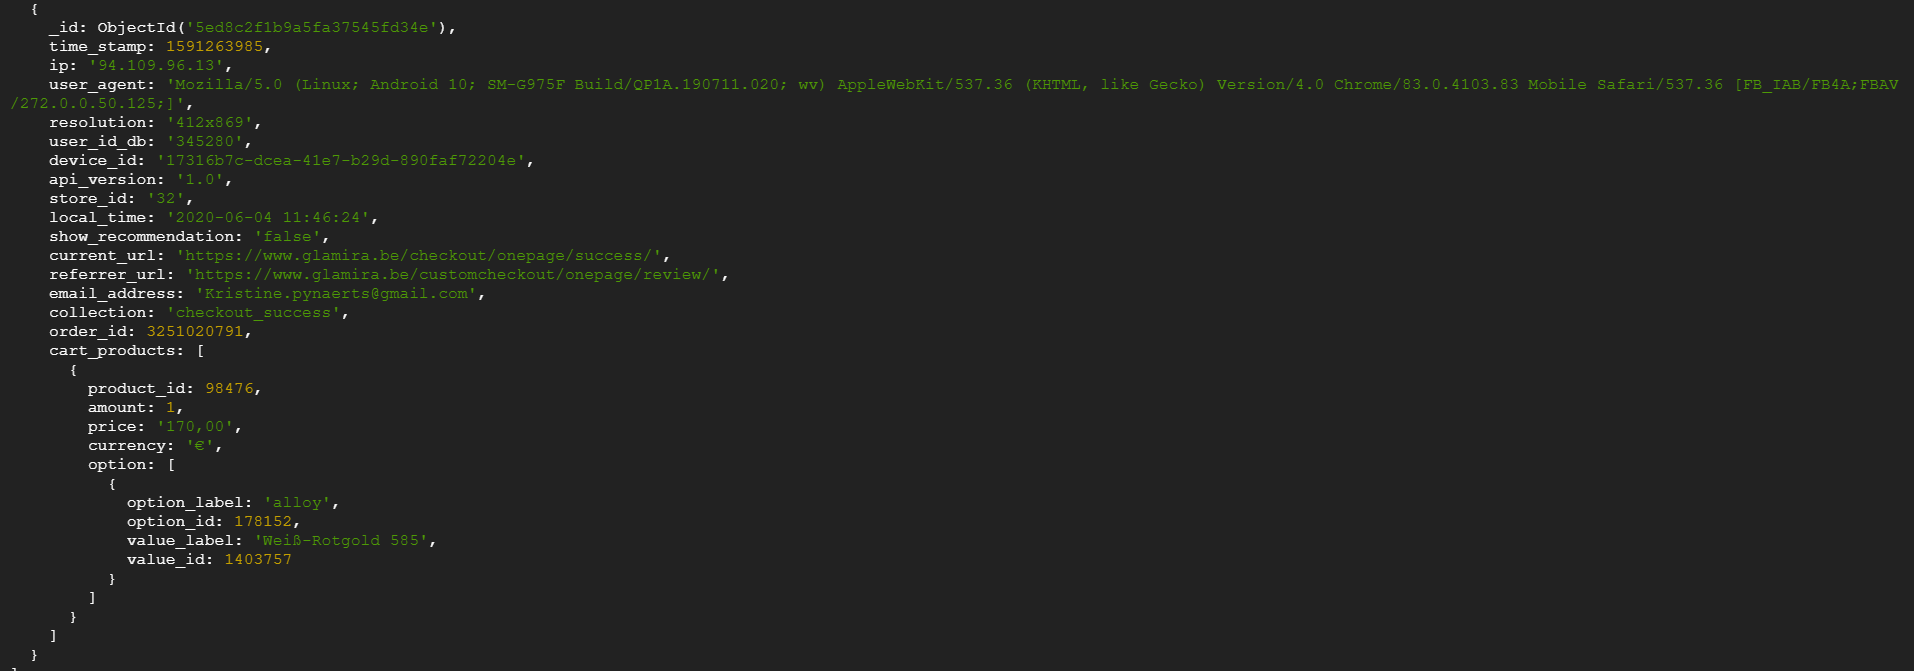 {
_id: ObjectId('5ed8c2f1b9a5fa37545fd34e'),
time_stamp: 1591263985,
ip: '94.109.96.13',
user_agent: 'Mozilla/5.0 (Linux; Android 10; SM-G975F Build/QP1A.190711.020; wv) AppleWebKit/537.36 (KHTML, like Gecko) Version/4.0 Chrome/83.0.4103.83 Mobile Safari/537.36 [FB_IAB/FB4A;FBAV
/272.0.0.50.125;]',
resolution: '412x869',
user_id_db: '345280',
device_id: '17316b7c-dcea-41e7-b29d-890faf72204e',
api_version: '1.0',
store_id: '32',
local_time: '2020-06-04 11:46:24',
show_recommendation: 'false',
current_url: 'https://www.glamira.be/checkout/onepage/success/',
referrer_url: 'https://www.glamira.be/customcheckout/onepage/review/',
email_address: 'Kristine.pynaerts@gmail.com',
collection: 'checkout_success',
order_id: 3251020791,
cart_products: [
{
product_id: 98476,
amount: 1,
price: '170,00',
currency: '€',
option: [
{
option_label: 'alloy',
option_id: 178152,
value_label: 'Weiß-Rotgold 585',
value_id: 1403757
}
]
}
]
}